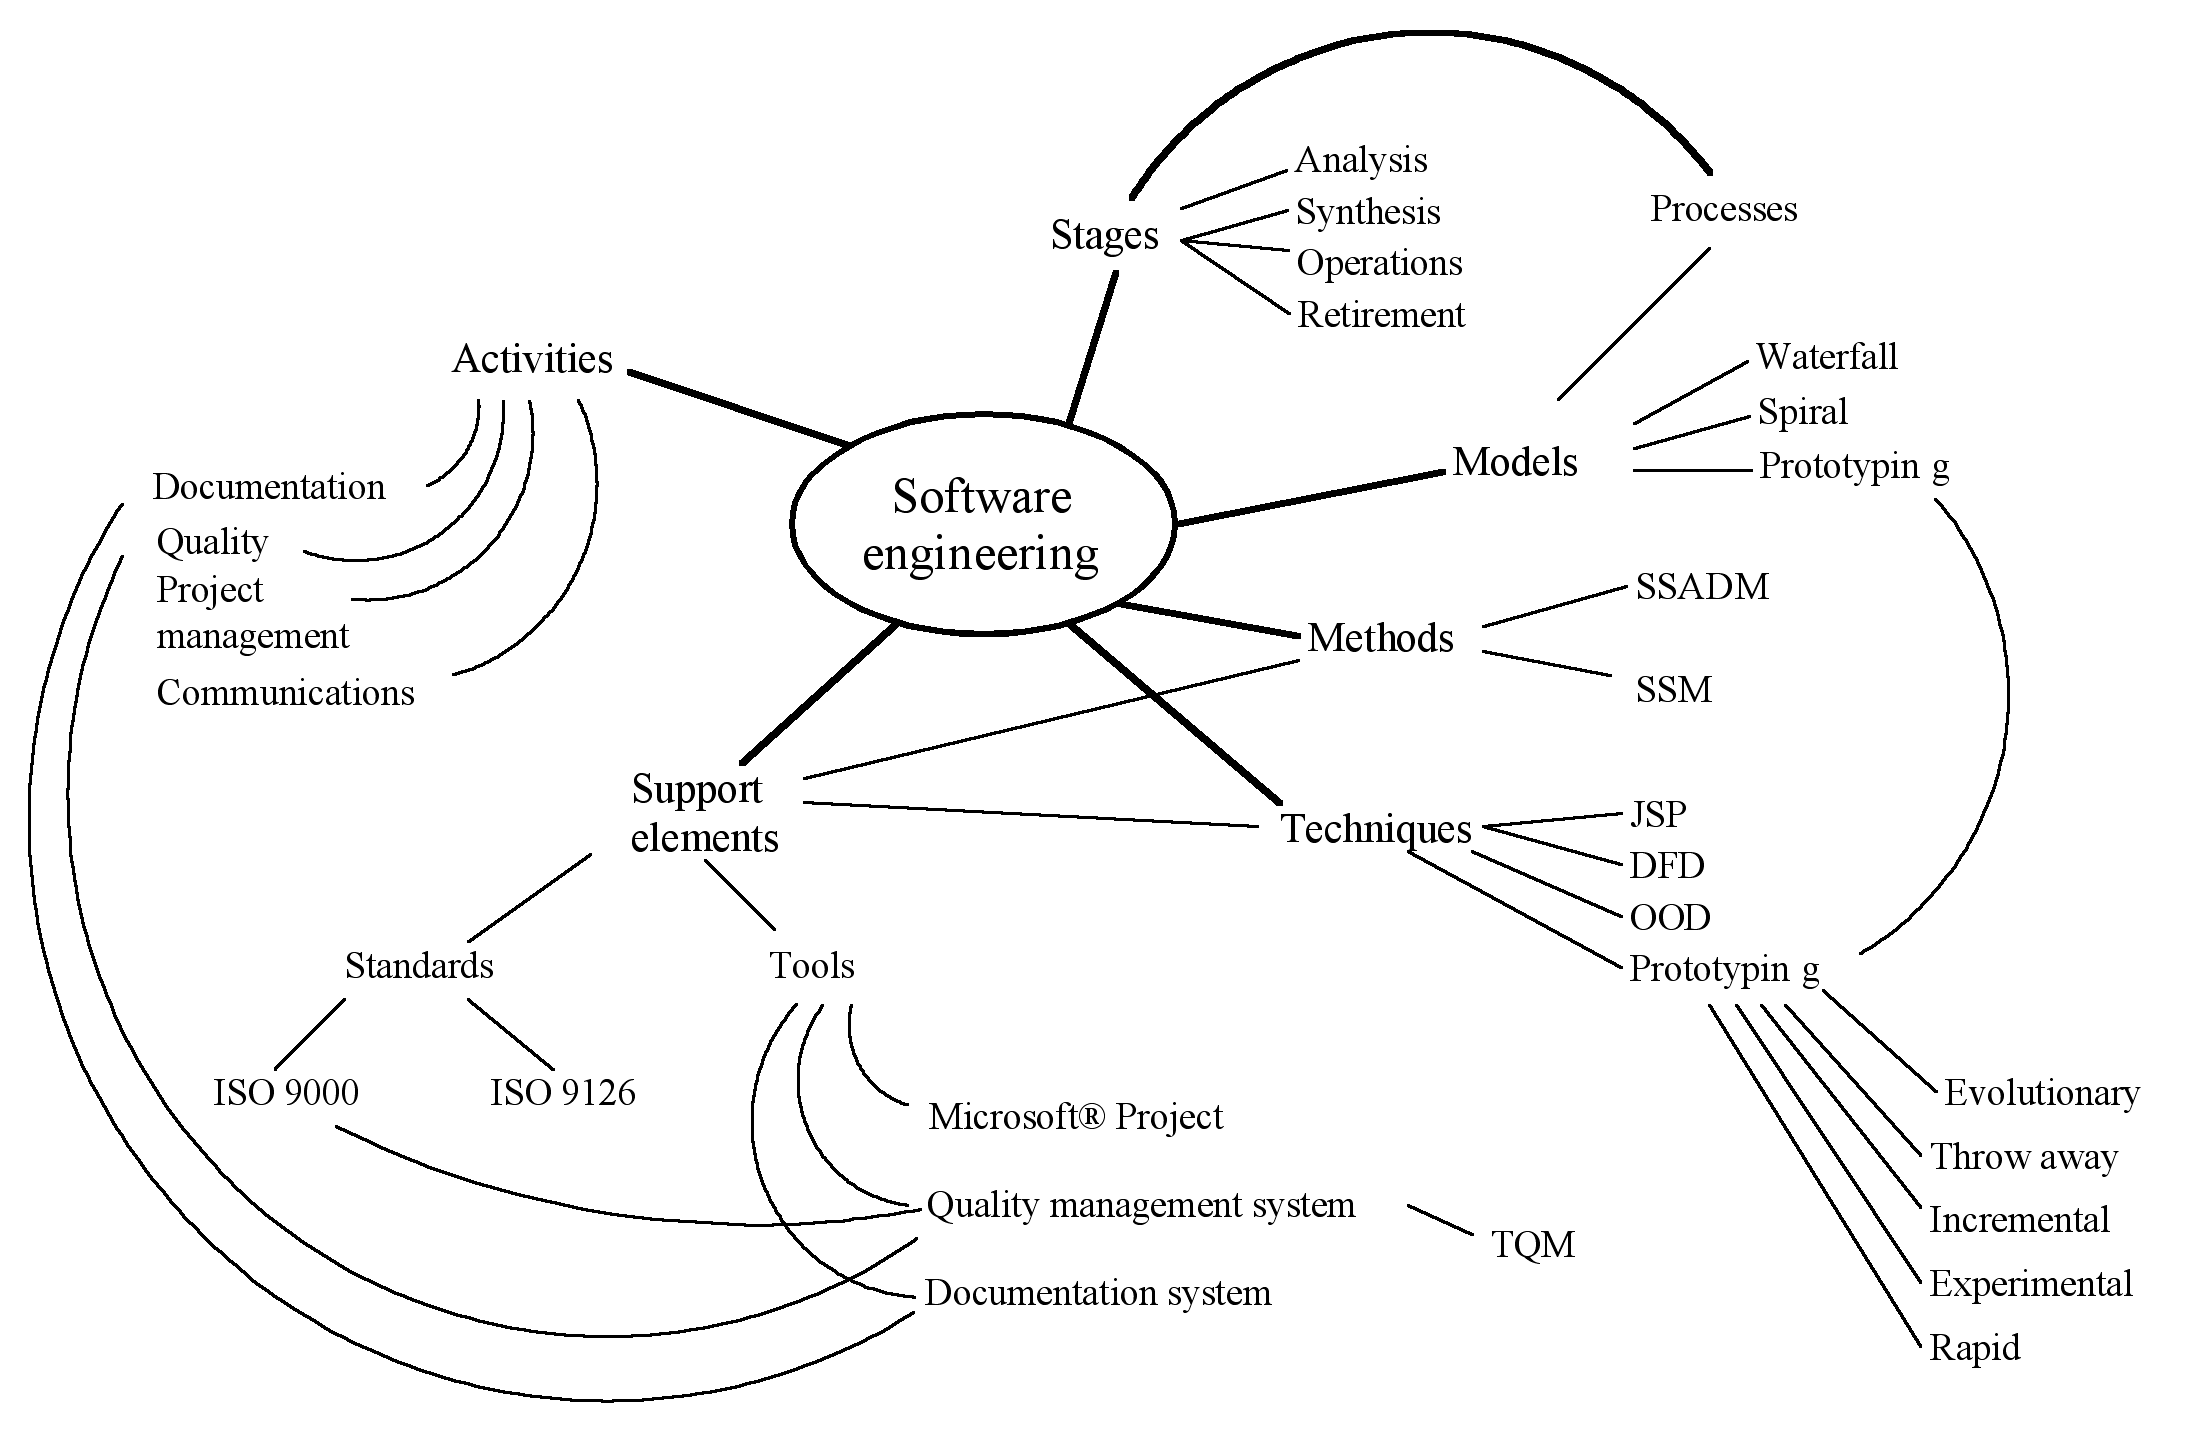 Stages
Analysis
Synthesis
Operations
Retirement
Processes
Activities
Documentation
Quality
Project
management
Communications
Software
engineering
Models
Waterfall
Spiral
Prototypin g
Methods
SSADM
SSM
Support
elements
Techniques
JSP
DFD
OOD
Prototypin g
Standards
Tools
ISO 9000
ISO 9126
Microsoft® Project
Quality management system
TQM
Documentation system
Evolutionary
Throw away
Incremental
Experimental
Rapid